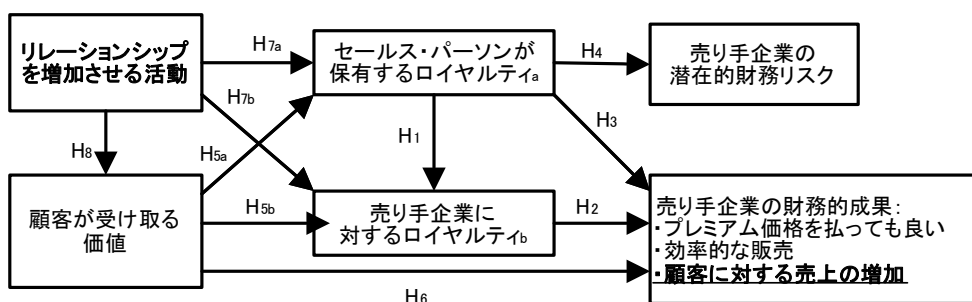 リレーションシップ
を増加させる活動
H7a
セールス・パーソンが
保有するロイヤルティa
H4
売り手企業の
潜在的財務リスク
H7b
H8
H5a
H1
H3
顧客が受け取る
価値
H5b
売り手企業に
対するロイヤルティb
H2
売り手企業の財務的成果:
・プレミアム価格を払っても良い
・効率的な販売
・顧客に対する売上の増加
H6